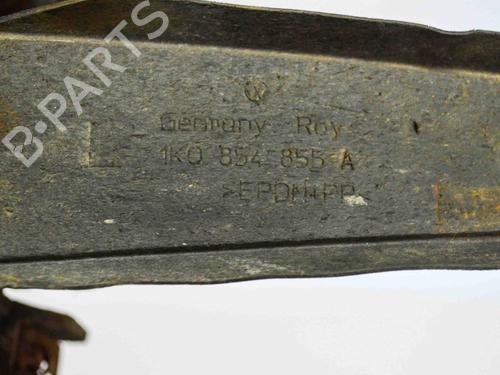 B-PARTS
Germany Roy
1K0 854 855 A
>EPDM+PP<